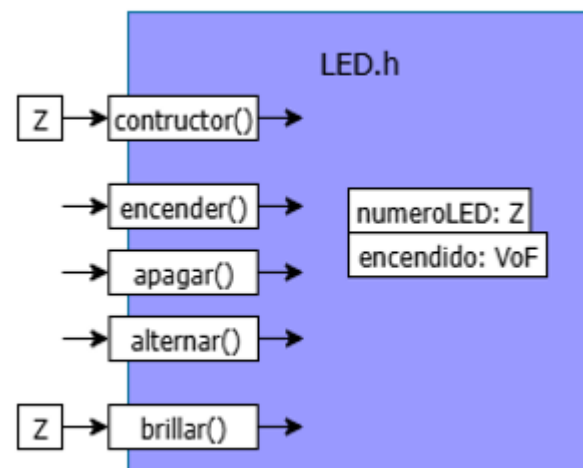 LED.h
Z
contructor()
encender()
numeroLED: Z
encendido: VoF
apagar()
alternar()
Z
brillar()